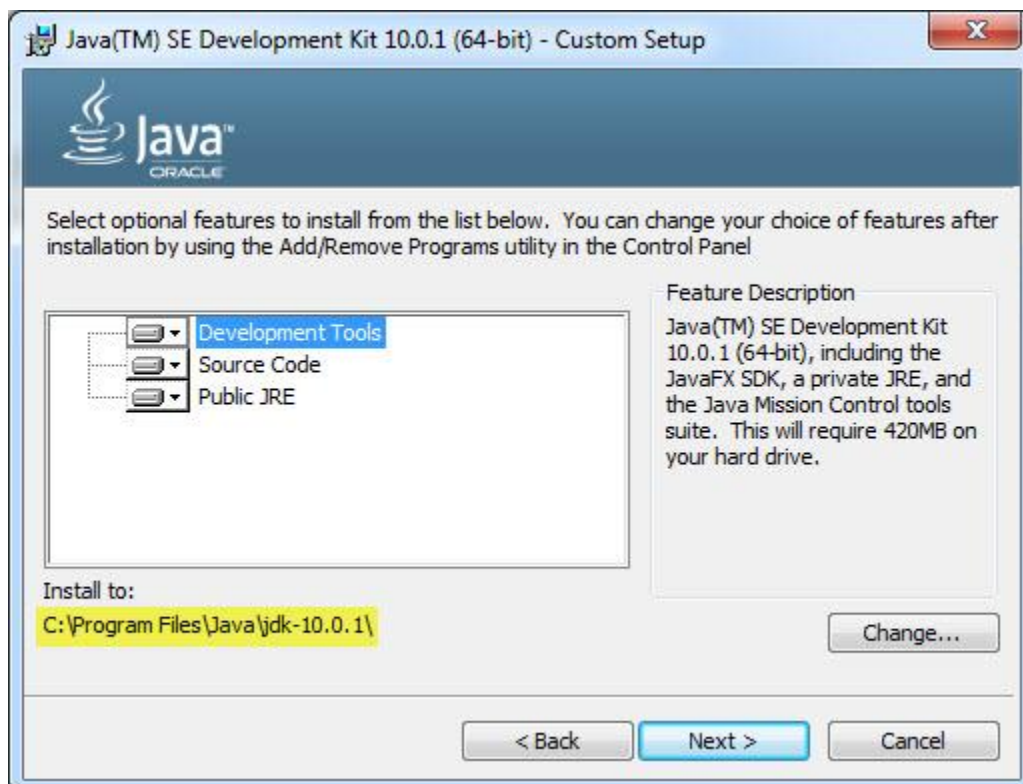 Java(TM) SE Development Kit 10.0.1 (64-bit) - Custom Setup
Java™
ORACLE
Select optional features to install from the list below.  You can change your choice of features after
installation by using the Add/Remove Programs utility in the Control Panel
Development Tools
Source Code
Public JRE
Feature Description
Java(TM) SE Development Kit
10.0.1 (64-bit), including the
JavaFX SDK, a private JRE, and
the Java Mission Control tools
suite.  This will require 420MB on
your hard drive.
Install to:
C:\Program Files\Java\jdk-10.0.1\
Change...
< Back
Next >
Cancel